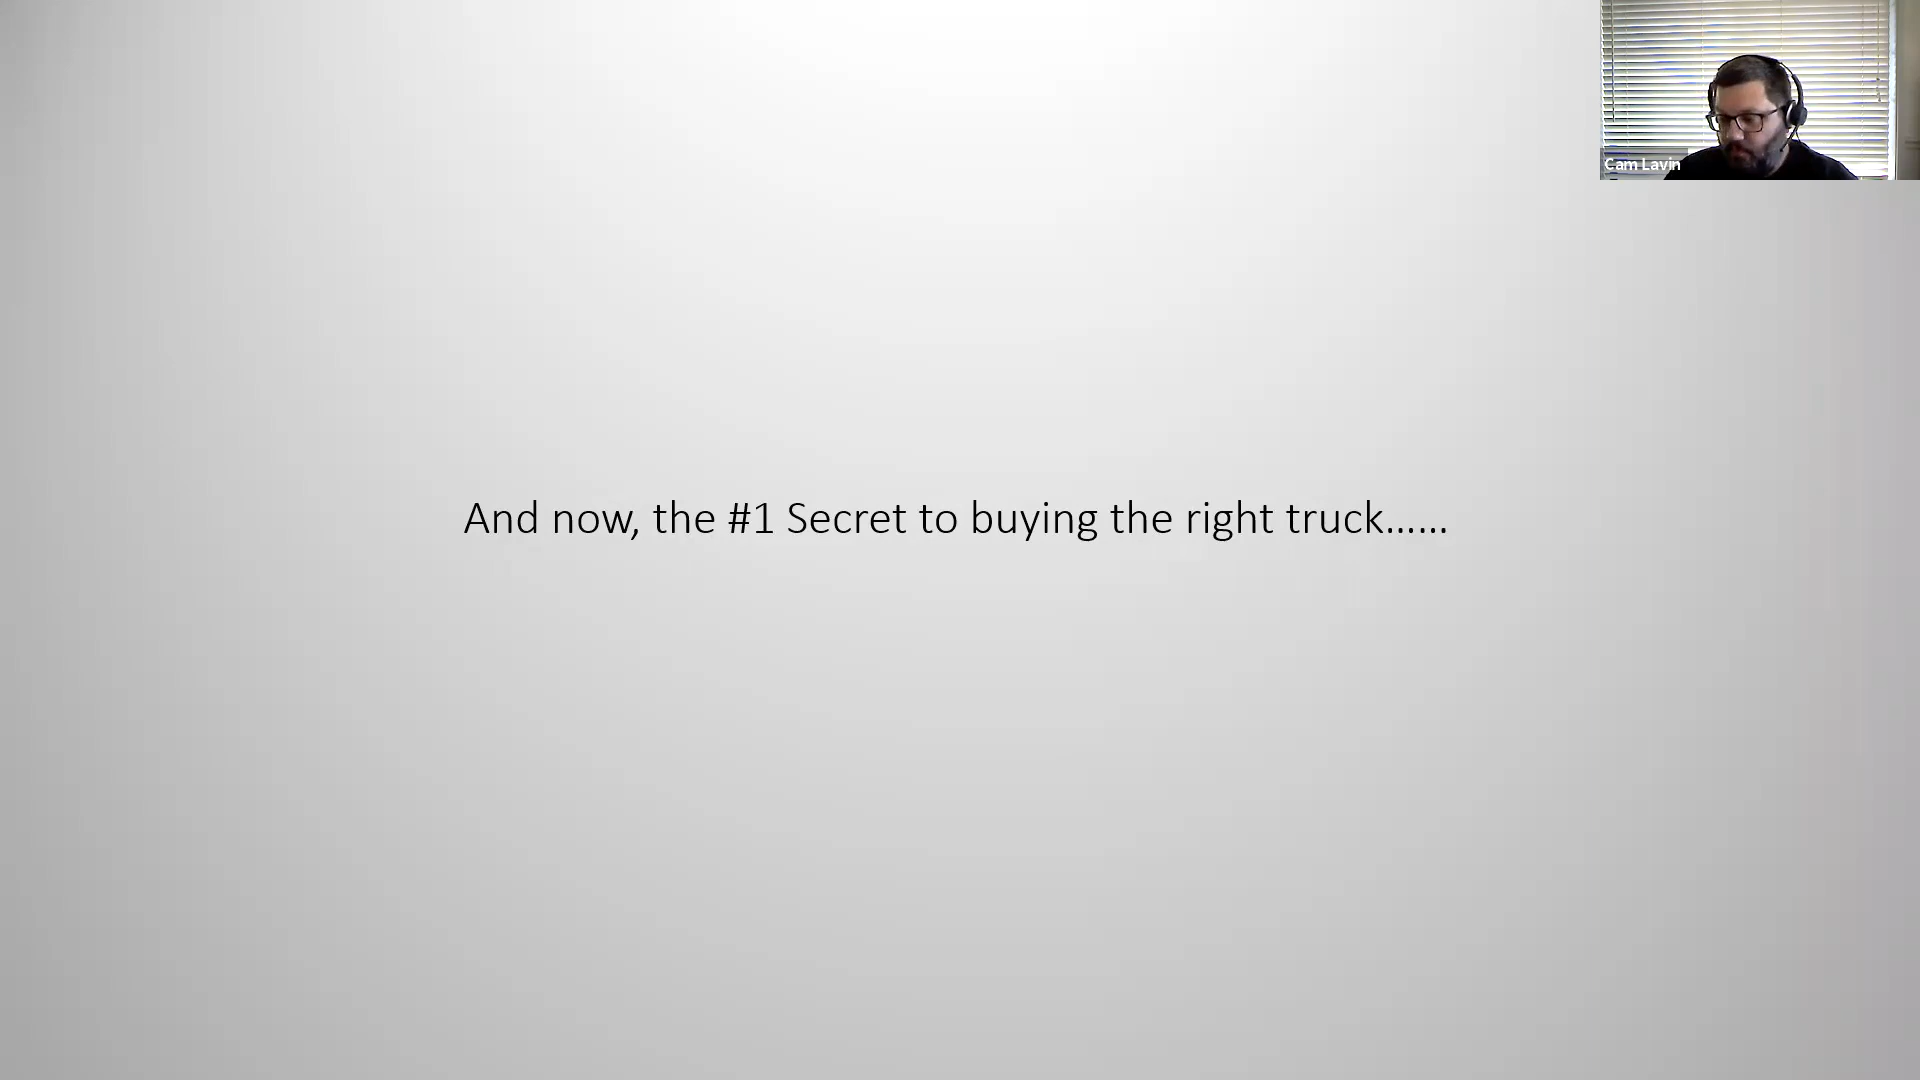 Cam Lavin
And now, the #1 Secret to buying the right truck......